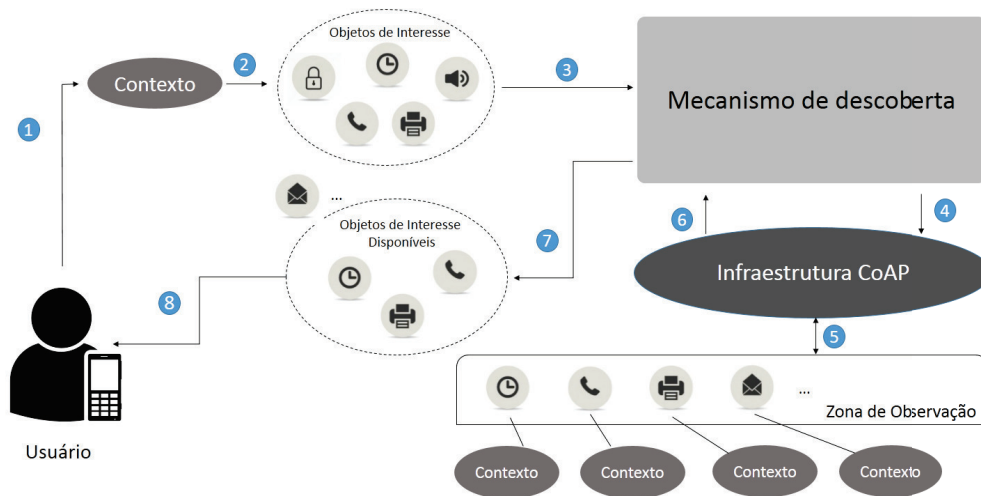 Objetos de Interesse
2
3
Contexto
Mecanismo de descoberta
1
...
Objetos de Interesse
Disponíveis
6
4
7
Infraestrutura CoAP
8
5
...
Zona de Observação
Usuário
Contexto
Contexto
Contexto
Contexto